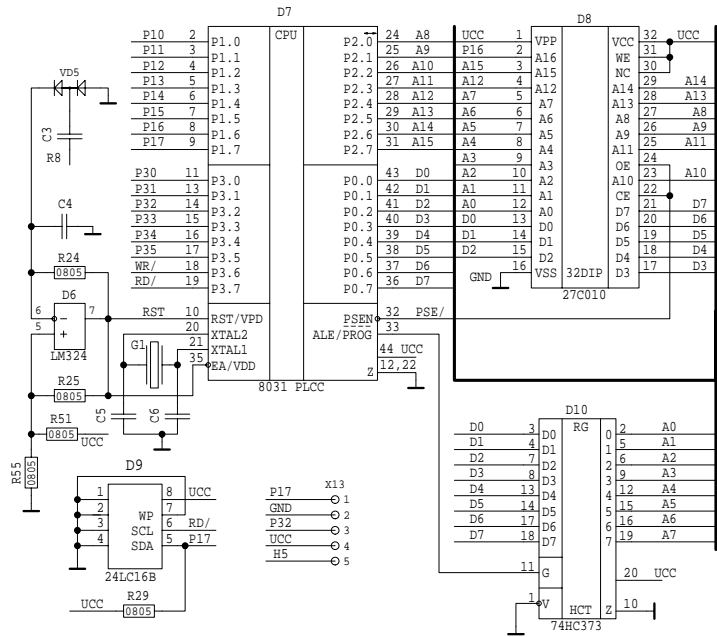 D7
CPU
P10 2 P1.0
P11 3 P1.1
P12 4 P1.2
P13 5 P1.3
P14 6 P1.4
P15 7 P1.5
P16 8 P1.6
P17 9 P1.7
P30 11 P3.0
P31 13 P3.1
P32 14 P3.2
P33 15 P3.3
P34 16 P3.4
P35 17 P3.5
WR/ 18 P3.6
RD/ 19 P3.7
RST 10 RST/VPD
20 XTAL2
21 XTAL1
35 EA/VDD
P2.0 24 A8
P2.1 25 A9
P2.2 26 A10
P2.3 27 A11
P2.4 28 A12
P2.5 29 A13
P2.6 30 A14
P2.7 31 A15
P0.0 43 D0
P0.1 42 D1
P0.2 41 D2
P0.3 40 D3
P0.4 39 D4
P0.5 38 D5
P0.6 37 D6
P0.7 36 D7
PSEN 32 PSE/
ALE/PROG 33
44 UCC
Z 12,22
8031 PLCC
D8
UCC 1 VPP
P16 2 A16
A15 3 A15
A12 4 A12
A7 5 A7
A6 6 A6
A5 7 A5
A4 8 A4
A3 9 A3
A2 10 A2
A1 11 A1
A0 12 A0
D0 13 D0
D1 14 D1
D2 15 D2
GND 16 VSS
VCC 32 UCC
WE 31
NC 30
A14 29 A14
A13 28 A13
A8 27 A8
A9 26 A9
A11 25 A11
OE 24
A10 23 A10
CE 22
D7 21 D7
D6 20 D6
D5 19 D5
D4 18 D4
D3 17 D3
32DIP
27C010
VD5
C3
R8
C4
R24
0805
D6
6 −
5 +
7
LM324
R25
0805
R51
0805
UCC
R55
0805
G1
C5
C6
D9
1
2
3
4
8 UCC
WP 7
SCL 6 RD/
SDA 5 P17
24LC16B
UCC
R29
0805
X13
P17 1
GND 2
P32 3
UCC 4
H5 5
D10
RG
D0 3 D0
D1 4 D1
D2 7 D2
D3 8 D3
D4 13 D4
D5 14 D5
D6 17 D6
D7 18 D7
11 G
1 V
0 2 A0
1 5 A1
2 6 A2
3 9 A3
4 12 A4
5 15 A5
6 16 A6
7 19 A7
20 UCC
HCT Z 10
74HC373